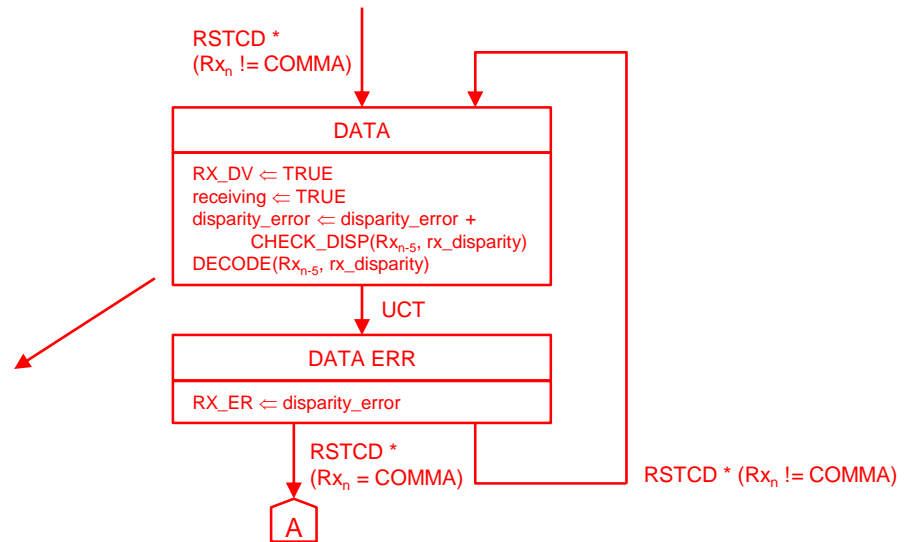 RSTCD *
(Rxn != COMMA)
DATA
RX_DV ⇐ TRUE
receiving ⇐ TRUE
disparity_error ⇐ disparity_error +
CHECK_DISP(Rxn-5, rx_disparity)
DECODE(Rxn-5, rx_disparity)
UCT
DATA ERR
RX_ER ⇐ disparity_error
RSTCD *
(Rxn = COMMA)
RSTCD * (Rxn != COMMA)
A